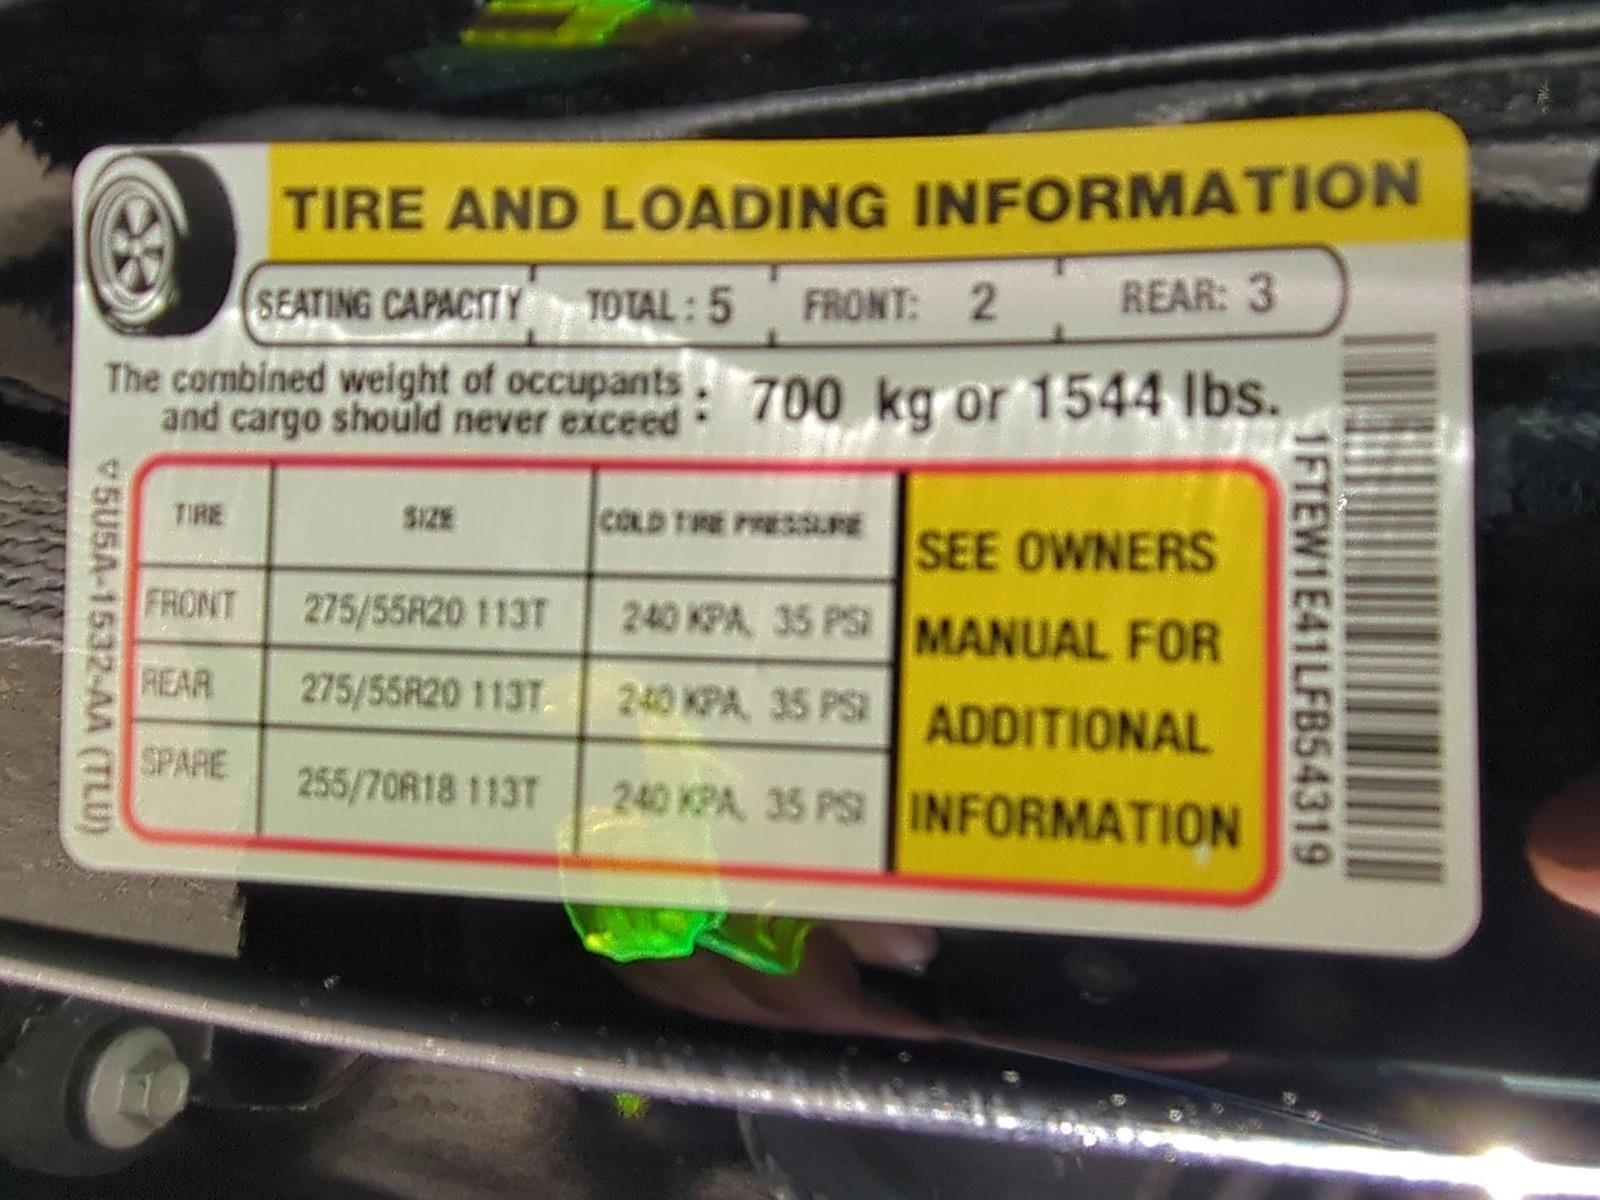 TIRE AND LOADING INFORMATION
SEATING CAPACITY TOTAL : 5 FRONT: 2 REAR: 3
The combined weight of occupants
and cargo should never exceed : 700 kg or 1544 lbs.
TIRE SIZE COLD TIRE PRESSURE
FRONT 275/55R20 113T 240 KPA, 35 PSI
REAR 275/55R20 113T 240 KPA, 35 PSI
SPARE 255/70R18 113T 240 KPA, 35 PSI
SEE OWNERS
MANUAL FOR
ADDITIONAL
INFORMATION
5U5A-1532-AA (TLU)
1FTEW1E41LFB54319